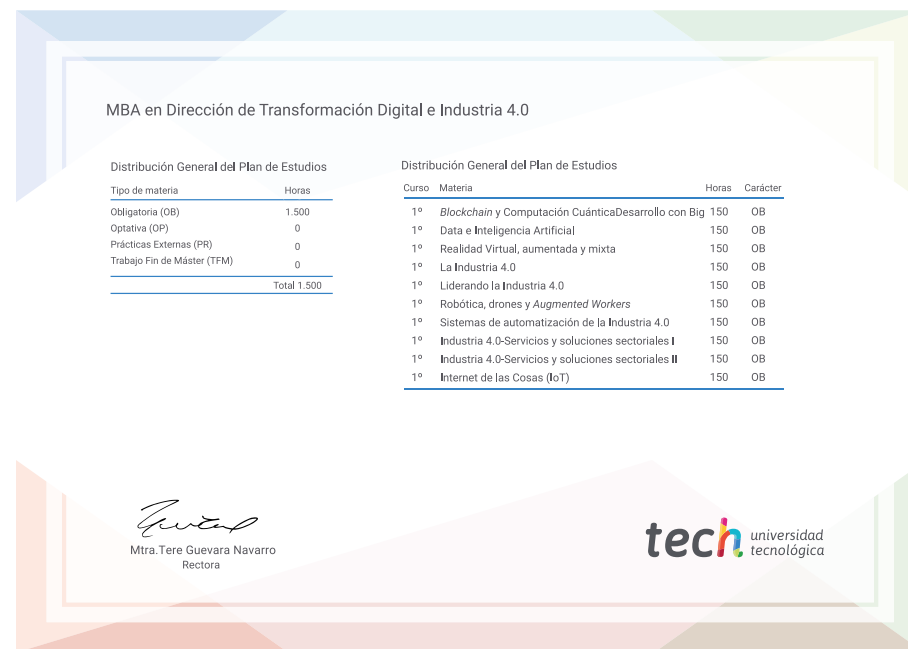 MBA en Dirección de Transformación Digital e Industria 4.0
Distribución General del Plan de Estudios
Tipo de materia Horas
Obligatoria (OB) 1.500
Optativa (OP) 0
Prácticas Externas (PR) 0
Trabajo Fin de Máster (TFM) 0
Total 1.500
Distribución General del Plan de Estudios
Curso Materia Horas Carácter
1º Blockchain y Computación CuánticaDesarrollo con Big 150 OB
1º Data e Inteligencia Artificial 150 OB
1º Realidad Virtual, aumentada y mixta 150 OB
1º La Industria 4.0 150 OB
1º Liderando la Industria 4.0 150 OB
1º Robótica, drones y Augmented Workers 150 OB
1º Sistemas de automatización de la Industria 4.0 150 OB
1º Industria 4.0-Servicios y soluciones sectoriales I 150 OB
1º Industria 4.0-Servicios y soluciones sectoriales II 150 OB
1º Internet de las Cosas (IoT) 150 OB
Mtra.Tere Guevara Navarro
Rectora
tech universidad
tecnológica